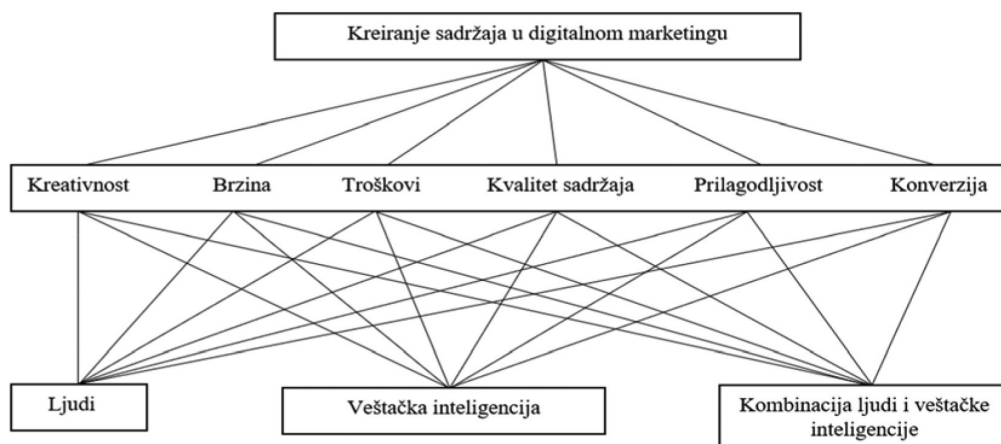 Kreiranje sadržaja u digitalnom marketingu
Kreativnost Brzina Troškovi Kvalitet sadržaja Prilagodljivost Konverzija
Ljudi
Veštačka inteligencija
Kombinacija ljudi i veštačke
inteligencije